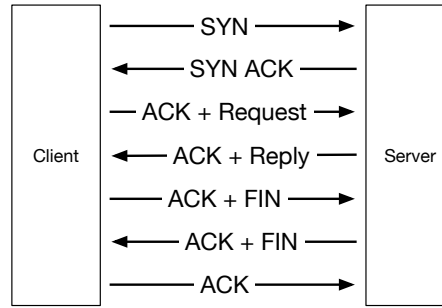 SYN
SYN ACK
ACK + Request
Client
ACK + Reply
Server
ACK + FIN
ACK + FIN
ACK